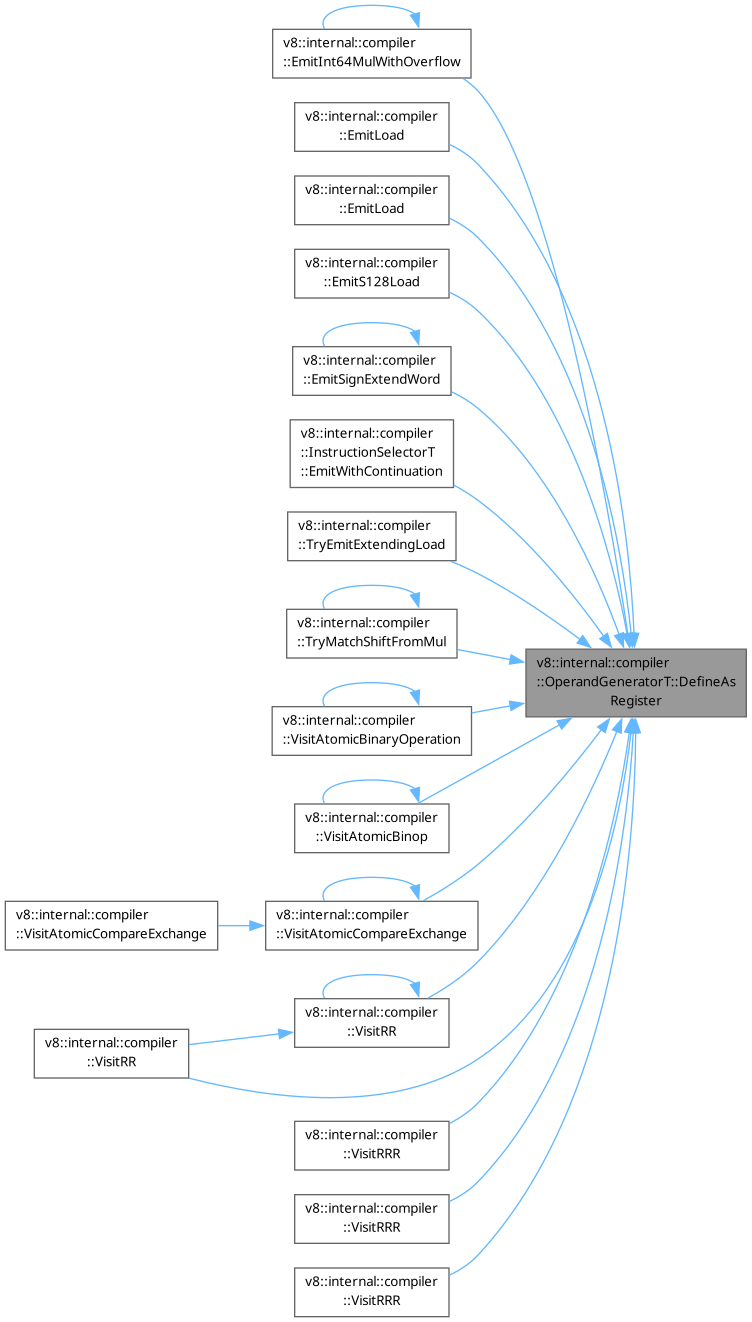 v8::internal::compiler
::EmitInt64MulWithOverflow
v8::internal::compiler
::EmitLoad
v8::internal::compiler
::EmitLoad
v8::internal::compiler
::EmitS128Load
v8::internal::compiler
::EmitSignExtendWord
v8::internal::compiler
::InstructionSelectorT
::EmitWithContinuation
v8::internal::compiler
::TryEmitExtendingLoad
v8::internal::compiler
::TryMatchShiftFromMul
v8::internal::compiler
::OperandGeneratorT::DefineAs
Register
v8::internal::compiler
::VisitAtomicBinaryOperation
v8::internal::compiler
::VisitAtomicBinop
v8::internal::compiler
::VisitAtomicCompareExchange
v8::internal::compiler
::VisitAtomicCompareExchange
v8::internal::compiler
::VisitRR
v8::internal::compiler
::VisitRR
v8::internal::compiler
::VisitRRR
v8::internal::compiler
::VisitRRR
v8::internal::compiler
::VisitRRR